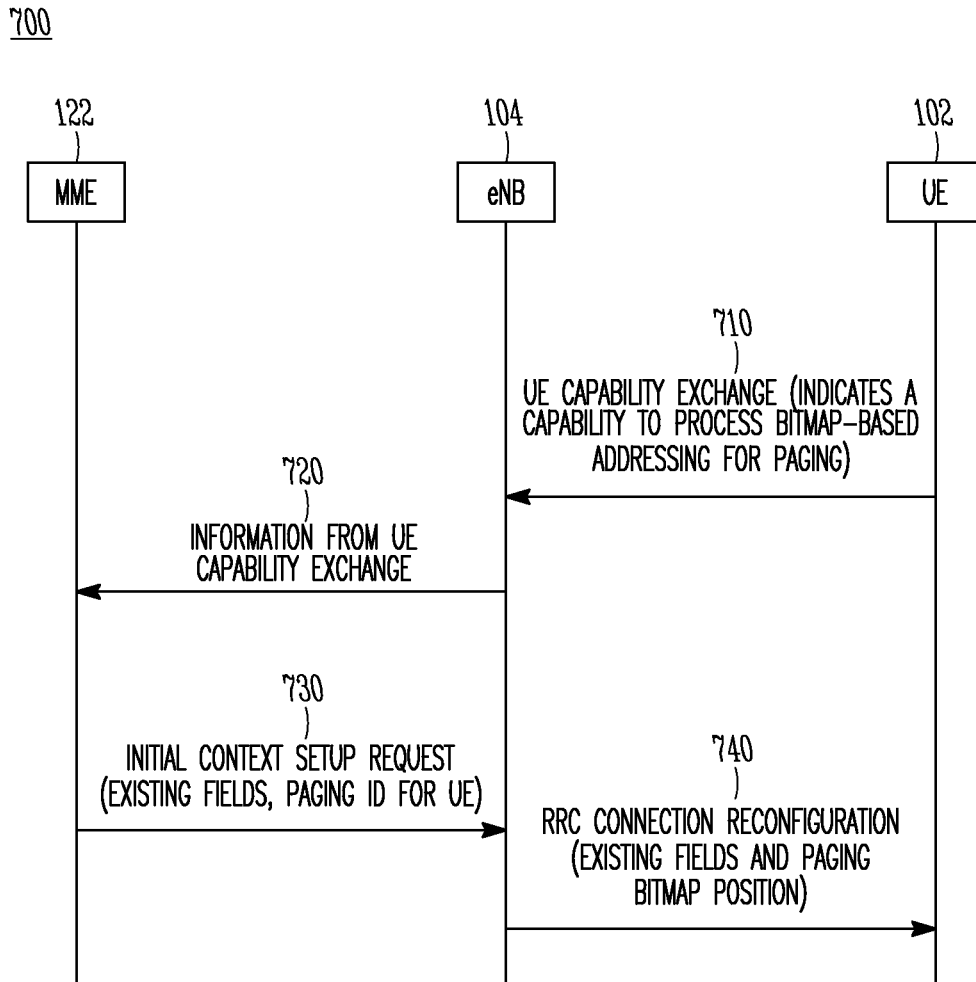 700
122
104
102
MME
eNB
UE
710
UE CAPABILITY EXCHANGE (INDICATES A
CAPABILITY TO PROCESS BITMAP-BASED
ADDRESSING FOR PAGING)
720
INFORMATION FROM UE
CAPABILITY EXCHANGE
730
INITIAL CONTEXT SETUP REQUEST
(EXISTING FIELDS, PAGING ID FOR UE)
740
RRC CONNECTION RECONFIGURATION
(EXISTING FIELDS AND PAGING
BITMAP POSITION)